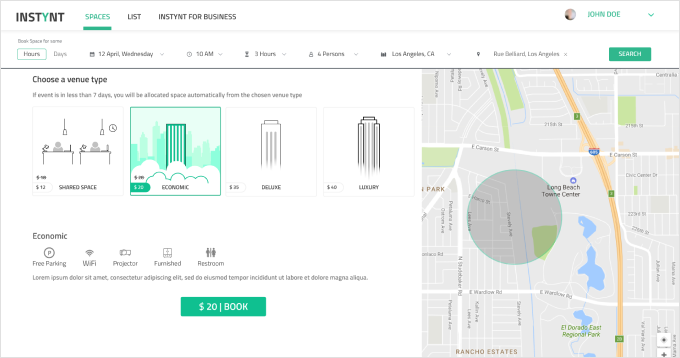 INSTYNT
SPACES
LIST
INSTYNT FOR BUSINESS
JOHN DOE
Book Space for same
Hours
Days
12 April, Wednesday
10 AM
3 Hours
6 Persons
Los Angeles, CA
Rue Belliard, Los Angeles
SEARCH
Choose a venue type
If event is in less than 7 days, you will be allocated space automatically from the chosen venue type
$ 12
SHARED SPACE
$ 20
ECONOMIC
$ 35
DELUXE
$ 40
LUXURY
Economic
Free Parking
WiFi
Projector
Furnished
Restroom
Lorem ipsum dolor sit amet, consectetur adipiscing elit, sed do eiusmod tempor incididunt ut labore et dolore magna aliqua.
$ 20 | BOOK
215th St
216th St
E Carson St
E Carson St
405
Civic Center St
PARK
Long Beach
Towne Center
223rd St
226th St
E Wardlow Rd
E Wardlow Rd
El Dorado East
Regional Park
RANCHO ESTATES